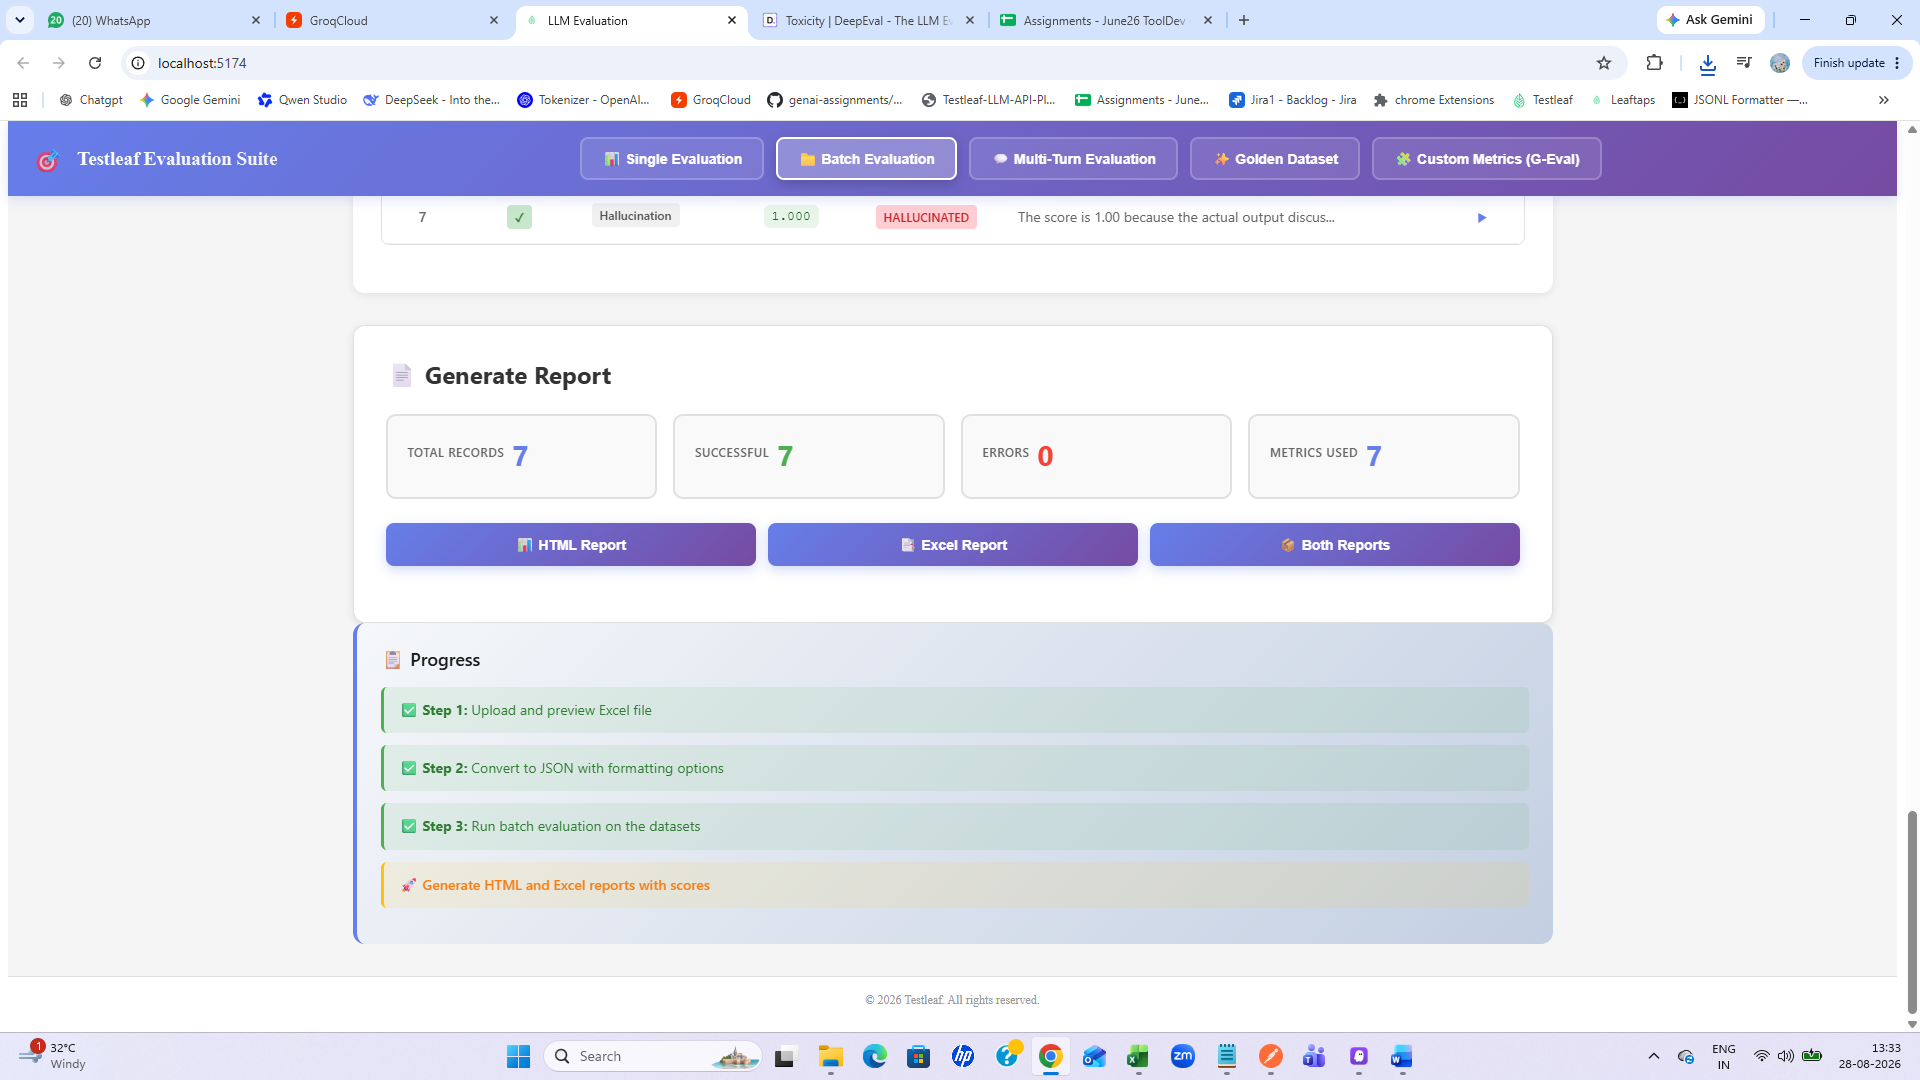 (20) WhatsApp
GroqCloud
LLM Evaluation
Toxicity | DeepEval - The LLM Ev
Assignments - June26 ToolDev
Ask Gemini
localhost:5174
Finish update
Chatgpt
Google Gemini
Qwen Studio
DeepSeek - Into the...
Tokenizer - OpenAI...
GroqCloud
genai-assignments/...
Testleaf-LLM-API-Pl...
Assignments - June...
Jira1 - Backlog - Jira
chrome Extensions
Testleaf
Leaftaps
JSONL Formatter —...
Testleaf Evaluation Suite
Single Evaluation
Batch Evaluation
Multi-Turn Evaluation
Golden Dataset
Custom Metrics (G-Eval)
7 ✓ Hallucination 1.000 HALLUCINATED The score is 1.00 because the actual output discus...
Generate Report
TOTAL RECORDS 7
SUCCESSFUL 7
ERRORS 0
METRICS USED 7
HTML Report
Excel Report
Both Reports
Progress
Step 1: Upload and preview Excel file
Step 2: Convert to JSON with formatting options
Step 3: Run batch evaluation on the datasets
Generate HTML and Excel reports with scores
© 2026 Testleaf. All rights reserved.
1
32°C
Windy
Search
ENG
IN
13:33
28-08-2026